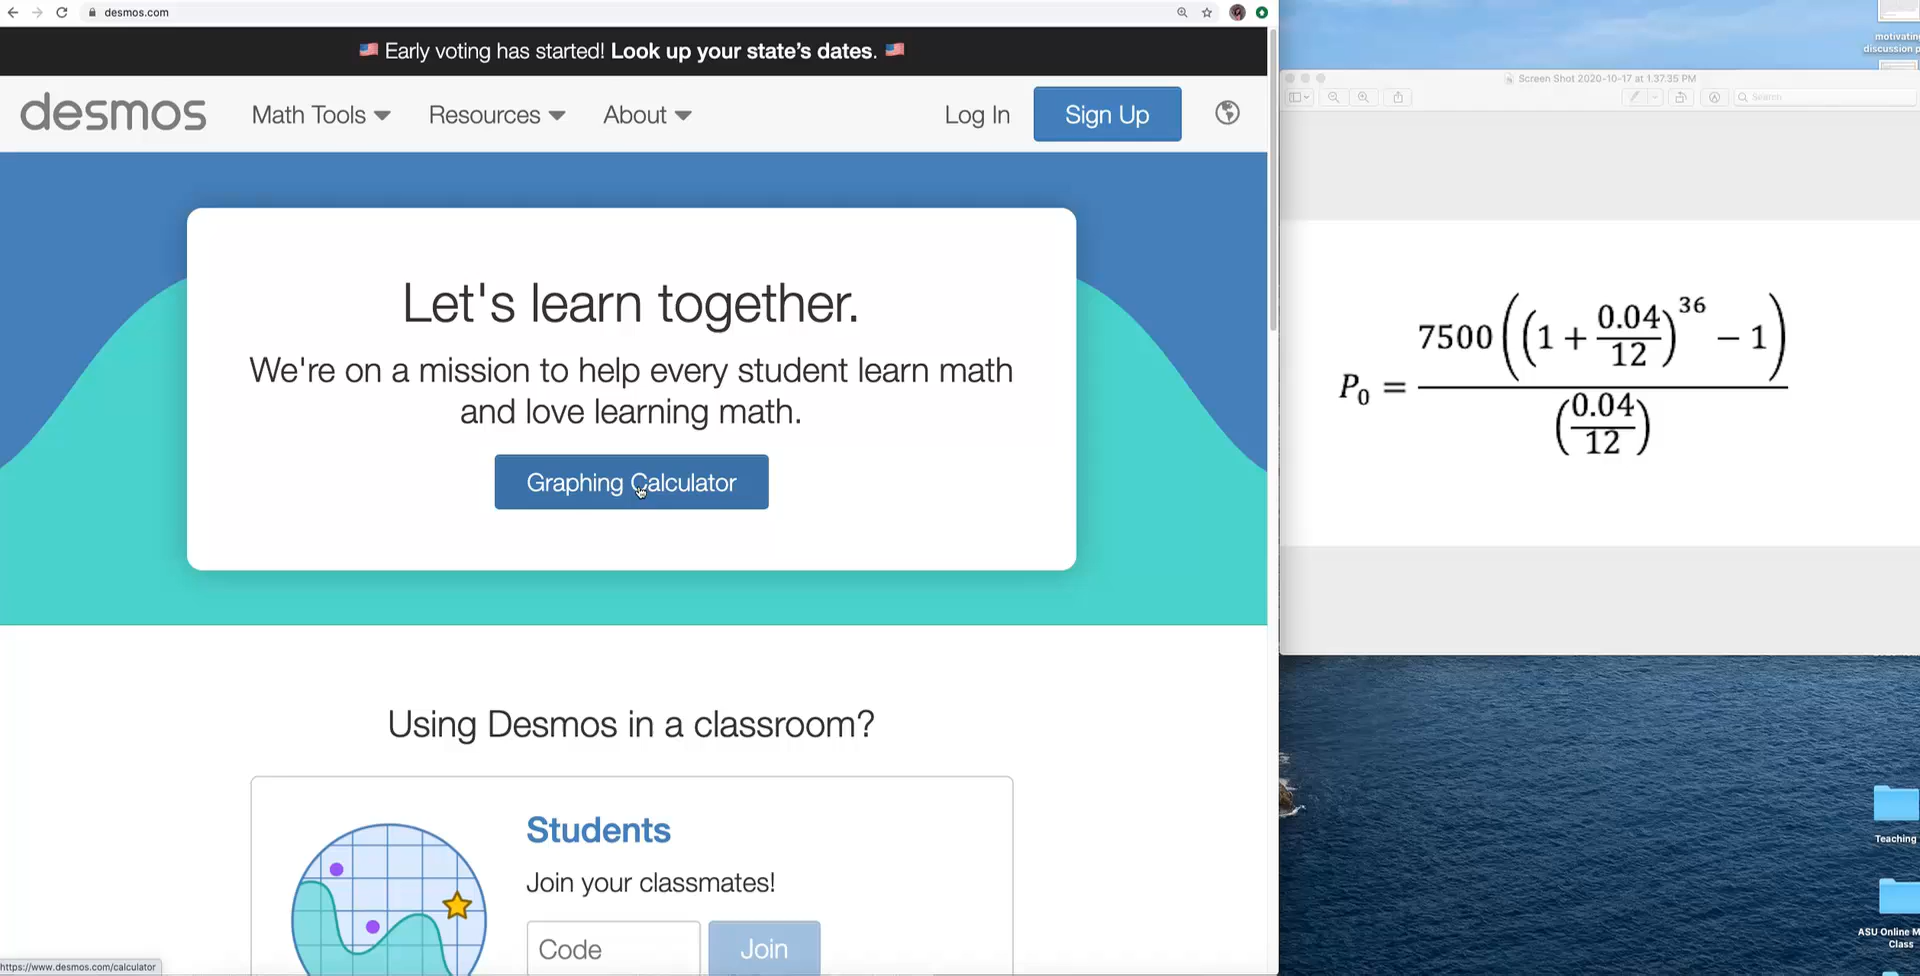 desmos.com
🇺🇸 Early voting has started! Look up your state’s dates. 🇺🇸
desmos Math Tools Resources About Log In Sign Up
Let's learn together.
We're on a mission to help every student learn math
and love learning math.
Graphing Calculator
Using Desmos in a classroom?
Students
Join your classmates!
Code Join
https://www.desmos.com/calculator
motivatin
discussion p
Screen Shot 2020-10-17 at 1.37.35 PM
Search
P₀ = 7500((1 + 0.04/12)^36 − 1) / (0.04/12)
Teaching
ASU Online M
Class